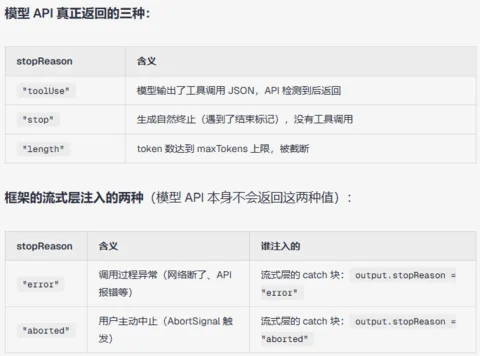 模型 API 真正返回的三种：
stopReason 含义
"toolUse" 模型输出了工具调用 JSON，API 检测到后返回
"stop" 生成自然终止（遇到了结束标记），没有工具调用
"length" token 数达到 maxTokens 上限，被截断
框架的流式层注入的两种（模型 API 本身不会返回这两种值）：
stopReason 含义 谁注入的
"error" 调用过程异常（网络断了、API 报错等） 流式层的 catch 块：output.stopReason = "error"
"aborted" 用户主动中止（AbortSignal 触发） 流式层的 catch 块：output.stopReason = "aborted"